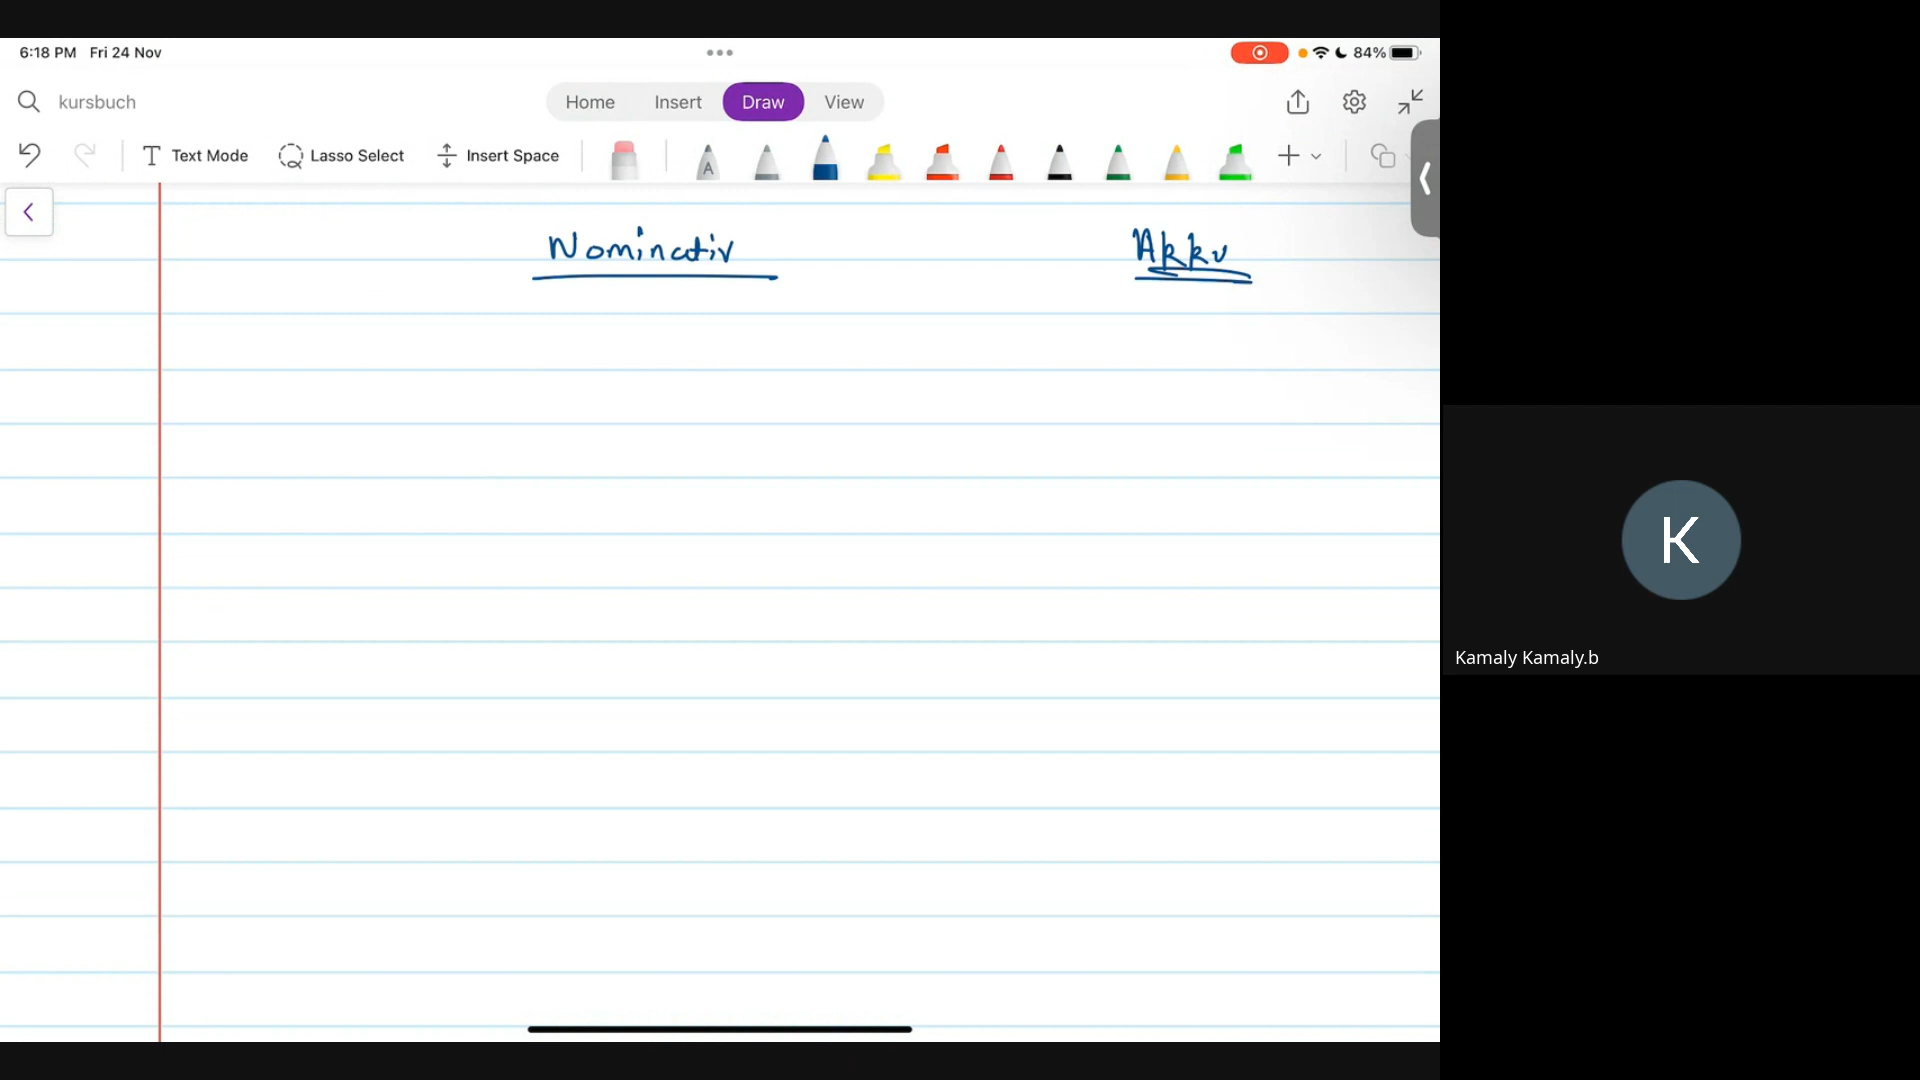 6:18 PM Fri 24 Nov 84%
kursbuch Home Insert Draw View
Text Mode Lasso Select Insert Space A
Nominativ Akku
K
Kamaly Kamaly.b